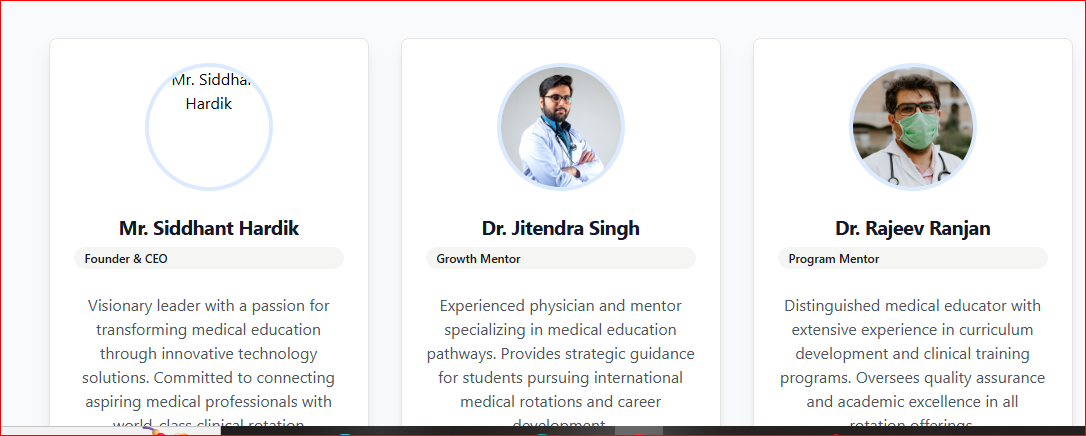 Mr. Siddha
Hardik
Mr. Siddhant Hardik
Founder & CEO
Visionary leader with a passion for
transforming medical education
through innovative technology
solutions. Committed to connecting
aspiring medical professionals with
world-class clinical rotation
Dr. Jitendra Singh
Growth Mentor
Experienced physician and mentor
specializing in medical education
pathways. Provides strategic guidance
for students pursuing international
medical rotations and career
development.
Dr. Rajeev Ranjan
Program Mentor
Distinguished medical educator with
extensive experience in curriculum
development and clinical training
programs. Oversees quality assurance
and academic excellence in all
rotation offerings.